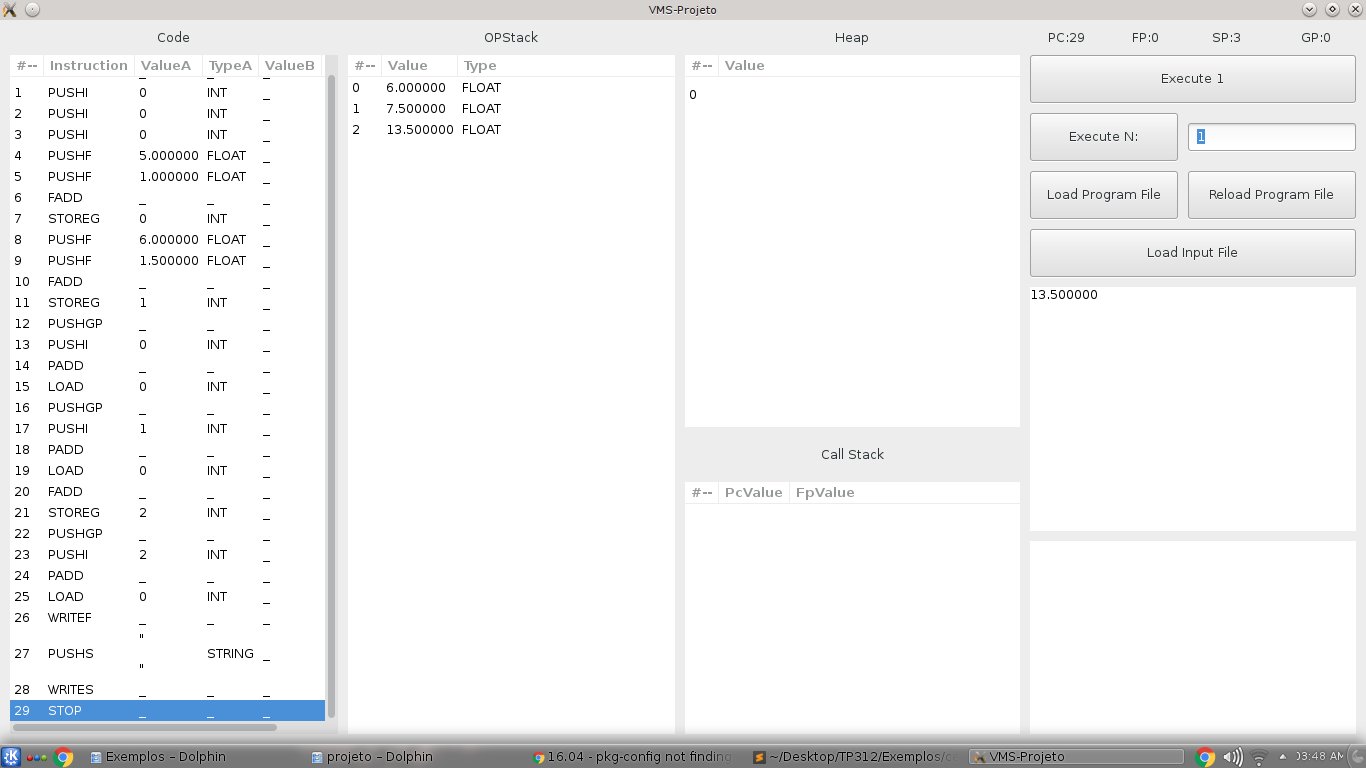 VMS-Projeto
Code OPStack Heap PC:29 FP:0 SP:3 GP:0
#-- Instruction ValueA TypeA ValueB
1 PUSHI 0 INT _
2 PUSHI 0 INT _
3 PUSHI 0 INT _
4 PUSHF 5.000000 FLOAT _
5 PUSHF 1.000000 FLOAT _
6 FADD _ _ _
7 STOREG 0 INT _
8 PUSHF 6.000000 FLOAT _
9 PUSHF 1.500000 FLOAT _
10 FADD _ _ _
11 STOREG 1 INT _
12 PUSHGP _ _ _
13 PUSHI 0 INT _
14 PADD _ _ _
15 LOAD 0 INT _
16 PUSHGP _ _ _
17 PUSHI 1 INT _
18 PADD _ _ _
19 LOAD 0 INT _
20 FADD _ _ _
21 STOREG 2 INT _
22 PUSHGP _ _ _
23 PUSHI 2 INT _
24 PADD _ _ _
25 LOAD 0 INT _
26 WRITEF _ _ _
"
27 PUSHS STRING _
"
28 WRITES _ _ _
29 STOP _ _ _
#-- Value Type
0 6.000000 FLOAT
1 7.500000 FLOAT
2 13.500000 FLOAT
#-- Value
0
Call Stack
#-- PcValue FpValue
Execute 1
Execute N: 1
Load Program File Reload Program File
Load Input File
13.500000
Exemplos – Dolphin projeto – Dolphin 16.04 - pkg-config not finding ~/Desktop/TP312/Exemplos/ VMS-Projeto 03:48 AM